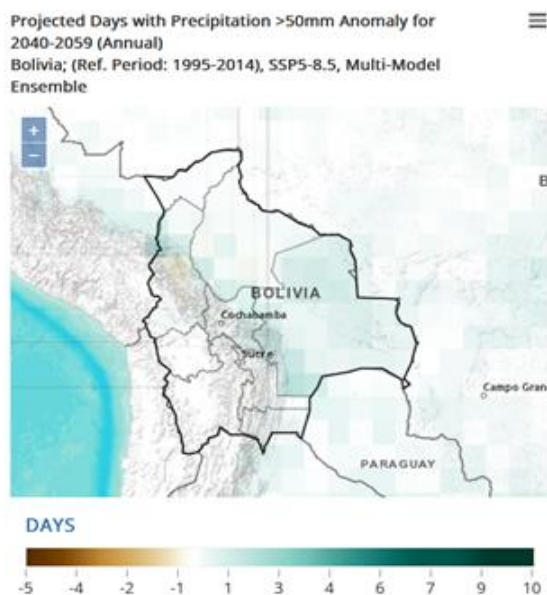 Projected Days with Precipitation >50mm Anomaly for
2040-2059 (Annual)
Bolivia; (Ref. Period: 1995-2014), SSP5-8.5, Multi-Model
Ensemble
+
−
B
BOLIVIA
Cochabamba
Sucre
Campo Gran
PARAGUAY
DAYS
-5 -4 -2 -1 1 3 4 6 7 9 10